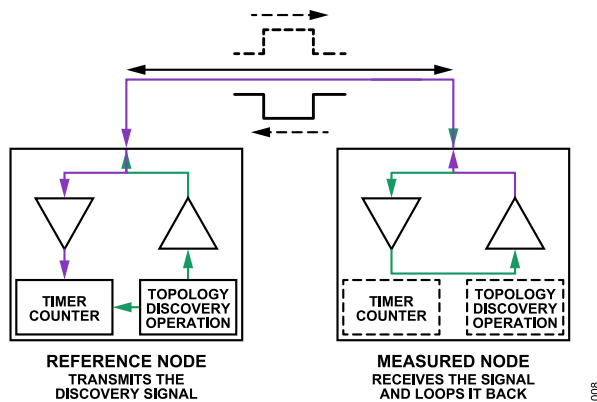 TIMER
COUNTER
TOPOLOGY
DISCOVERY
OPERATION
TIMER
COUNTER
TOPOLOGY
DISCOVERY
OPERATION
REFERENCE NODE
TRANSMITS THE
DISCOVERY SIGNAL
MEASURED NODE
RECEIVES THE SIGNAL
AND LOOPS IT BACK
008